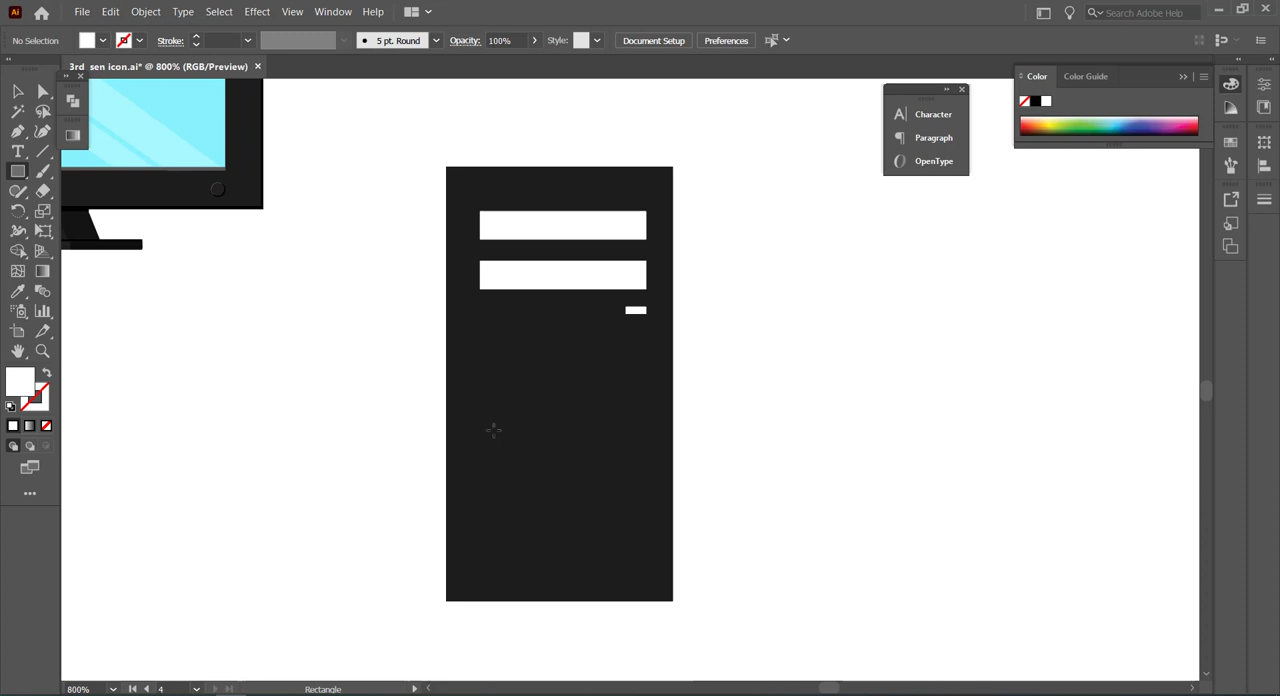 Ai File Edit Object Type Select Effect View Window Help Search Adobe Help
No Selection Stroke: 5 pt. Round Opacity: 100% Style: Document Setup Preferences
3rd sen icon.ai* @ 800% (RGB/Preview)
Color Color Guide
Character
Paragraph
OpenType
800% 4 Rectangle